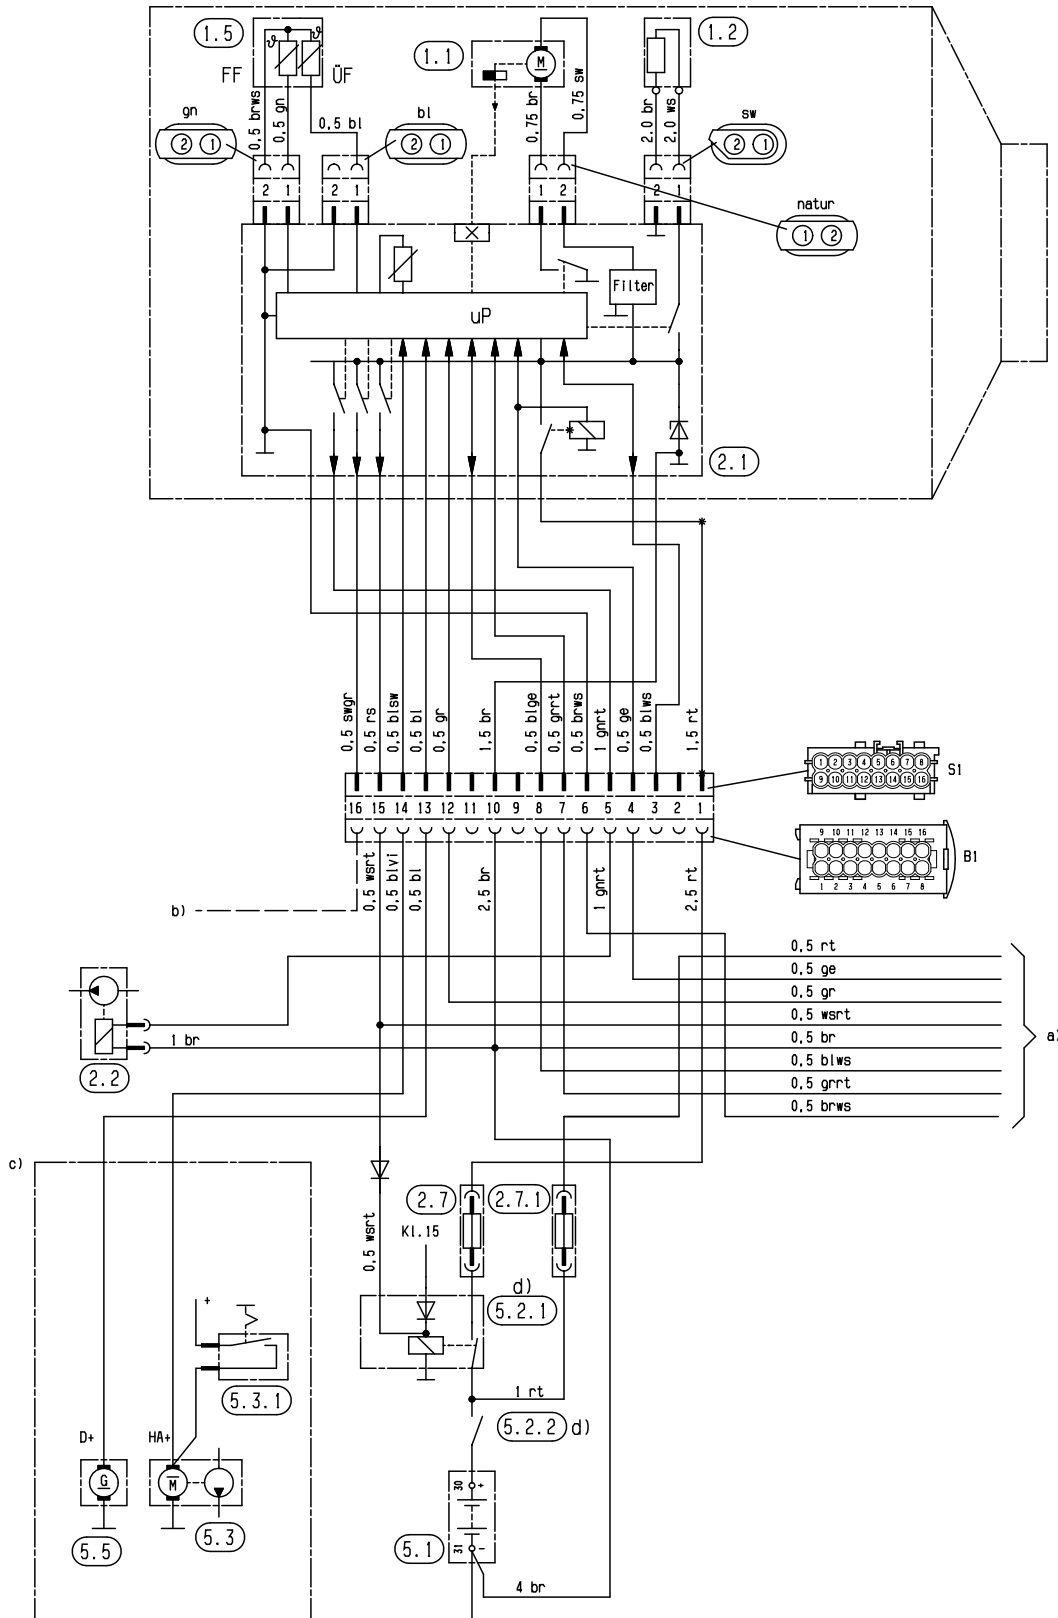 1.5
1.1
1.2
FF
ÜF
M
gn
bl
sw
natur
0,5 brws
0,5 gn
0,5 bl
0,75 br
0,75 sw
2.0 br
2.0 ws
2 1
2 1
2 1
1 2
2 1
2 1
1 2
2 1
Filter
uP
2.1
0,5 swgr
0,5 rs
0,5 blsw
0,5 bl
0,5 gr
1,5 br
0,5 blge
0,5 grrt
0,5 brws
1 gnrt
0,5 ge
0,5 blws
1,5 rt
1 2 3 4 5 6 7 8
9 10 11 12 13 14 15 16
S1
16 15 14 13 12 11 10 9 8 7 6 5 4 3 2 1
9 10 11 12 13 14 15 16
B1
1 2 3 4 5 6 7 8
0,5 wsrt
0,5 blvi
0,5 bl
2,5 br
1 gnrt
2,5 rt
b)
0,5 rt
0,5 ge
0,5 gr
0,5 wsrt
0,5 br
0,5 blws
0,5 grrt
0,5 brws
a)
1 br
2.2
c)
2.7
2.7.1
Kl.15
0,5 wsrt
d)
5.2.1
+
5.3.1
1 rt
5.2.2 d)
D+
HA+
G
M
5.5
5.3
30 +
31 -
5.1
4 br